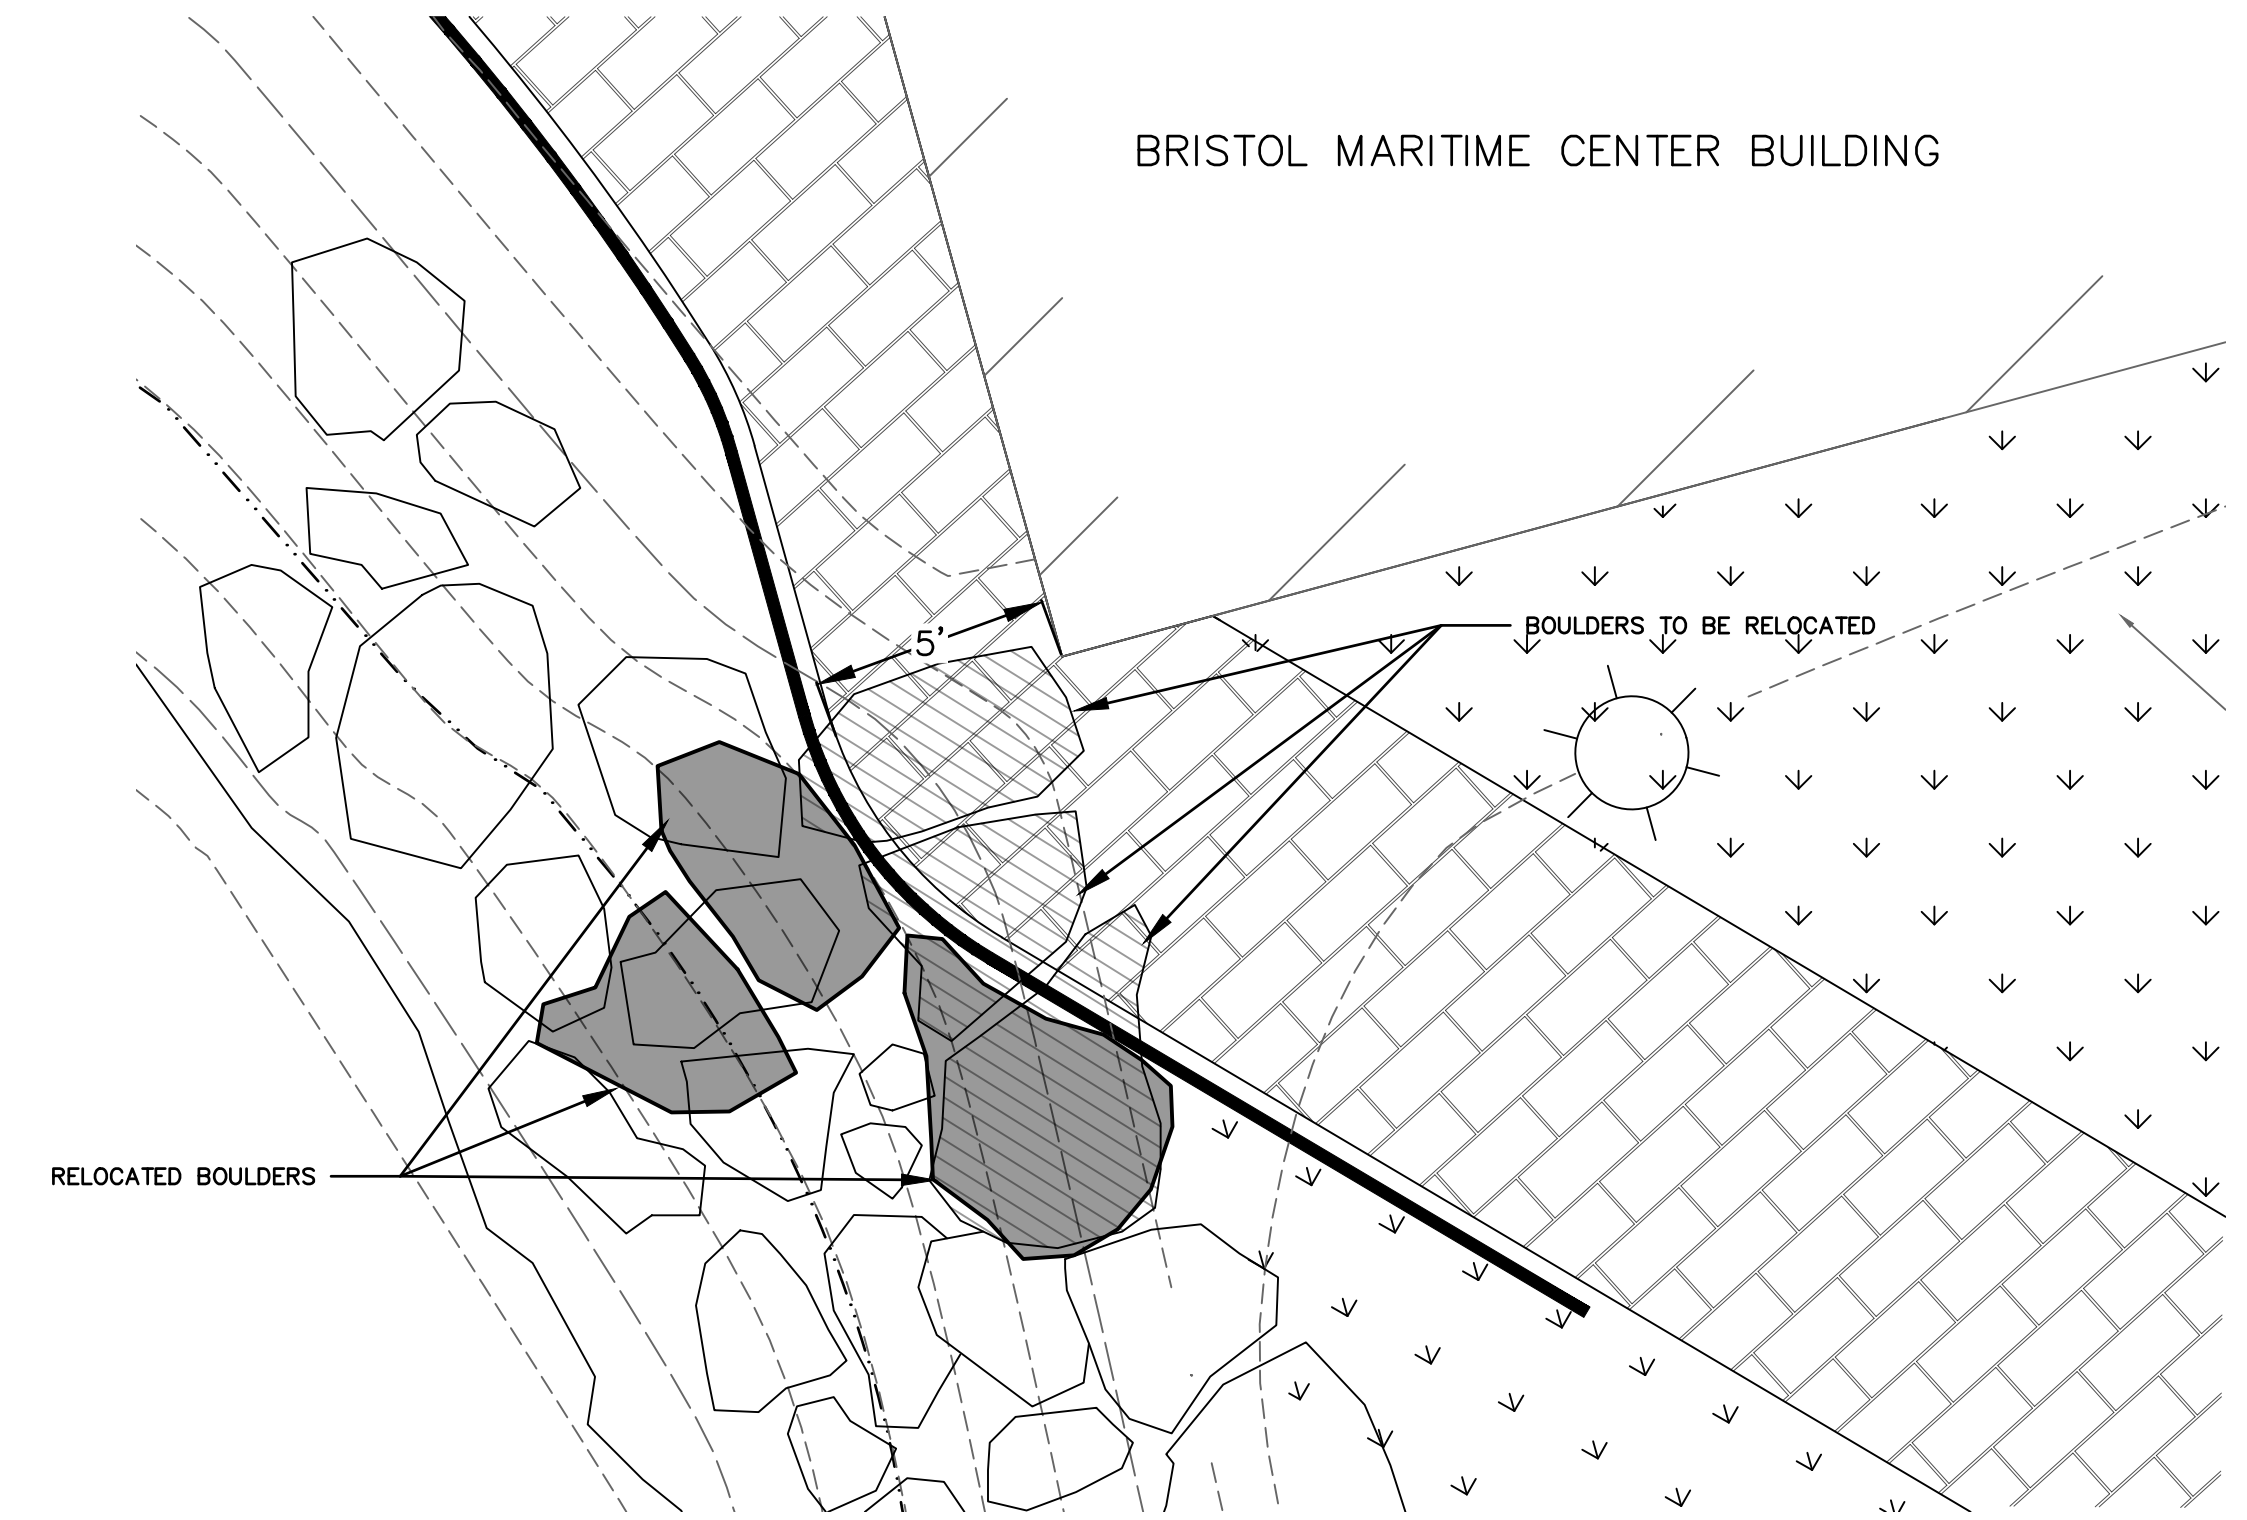 BRISTOL MARITIME CENTER BUILDING
5'
BOULDERS TO BE RELOCATED
RELOCATED BOULDERS